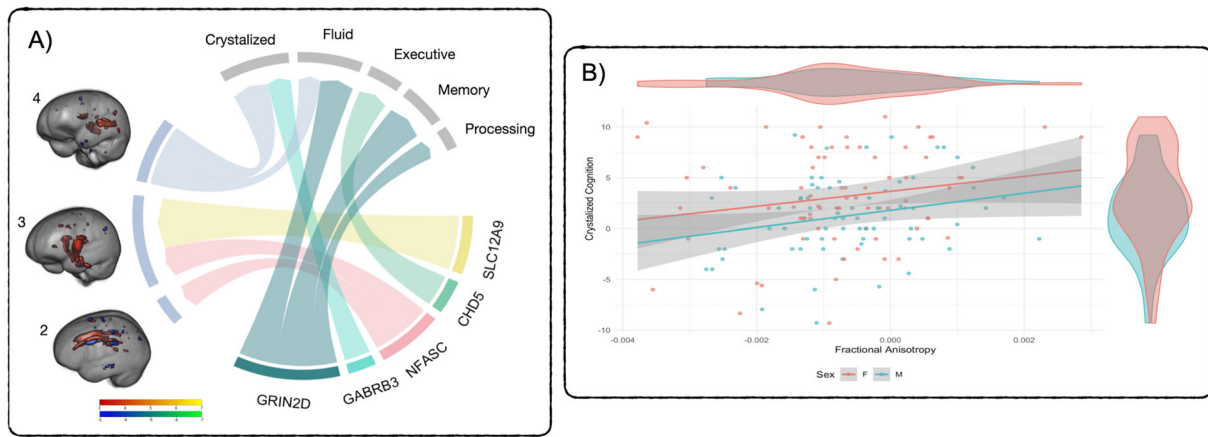 A)
Crystalized
Fluid
Executive
Memory
Processing
4
3
2
SLC12A9
CHD5
NFASC
GABRB3
GRIN2D
B)
Crystalized Cognition
10
5
0
-5
-10
-0.004
-0.002
0.000
0.002
Fractional Anisotropy
Sex F M